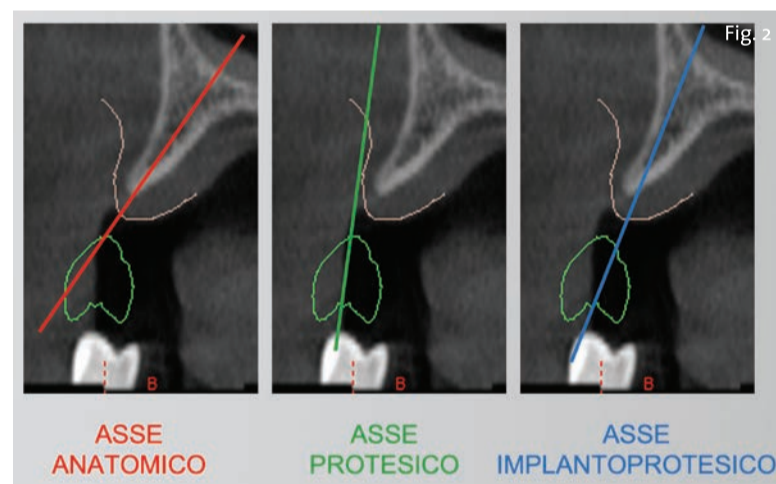 Fig. 2
B
B
B
ASSE
ANATOMICO
ASSE
PROTESICO
ASSE
IMPLANTOPROTESICO